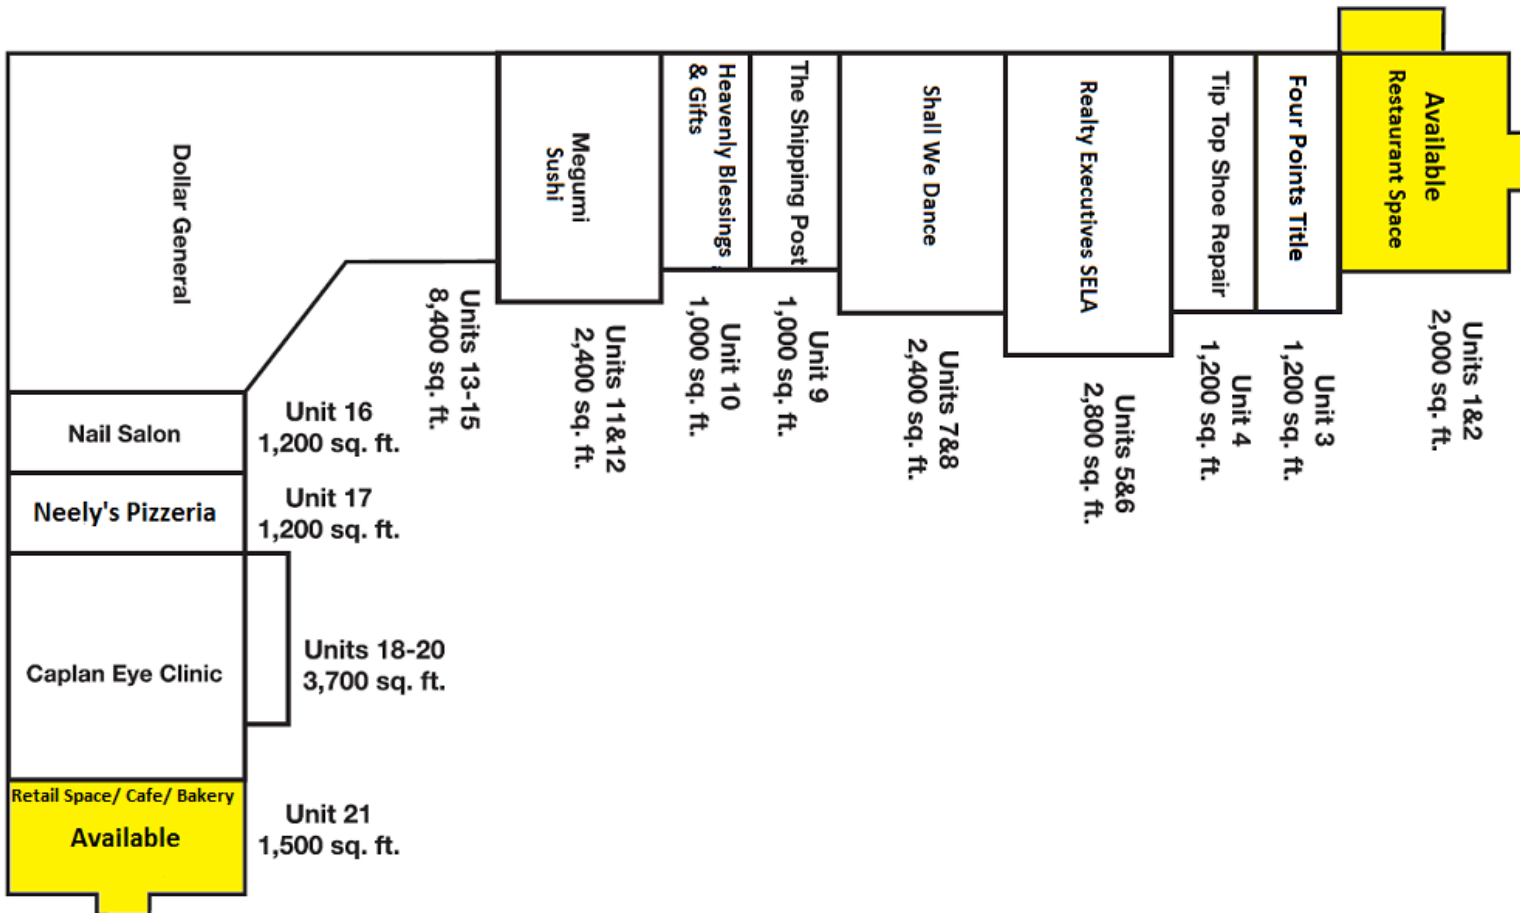 Dollar General
Units 13-15
8,400 sq. ft.
Megumi
Sushi
Units 11&12
2,400 sq. ft.
Heavenly Blessings
& Gifts
Unit 10
1,000 sq. ft.
The Shipping Post
Unit 9
1,000 sq. ft.
Shall We Dance
Units 7&8
2,400 sq. ft.
Realty Executives SELA
Units 5&6
2,800 sq. ft.
Tip Top Shoe Repair
Unit 4
1,200 sq. ft.
Four Points Title
Unit 3
1,200 sq. ft.
Available
Restaurant Space
Units 1&2
2,000 sq. ft.
Nail Salon
Unit 16
1,200 sq. ft.
Neely's Pizzeria
Unit 17
1,200 sq. ft.
Caplan Eye Clinic
Units 18-20
3,700 sq. ft.
Retail Space/ Cafe/ Bakery
Available
Unit 21
1,500 sq. ft.